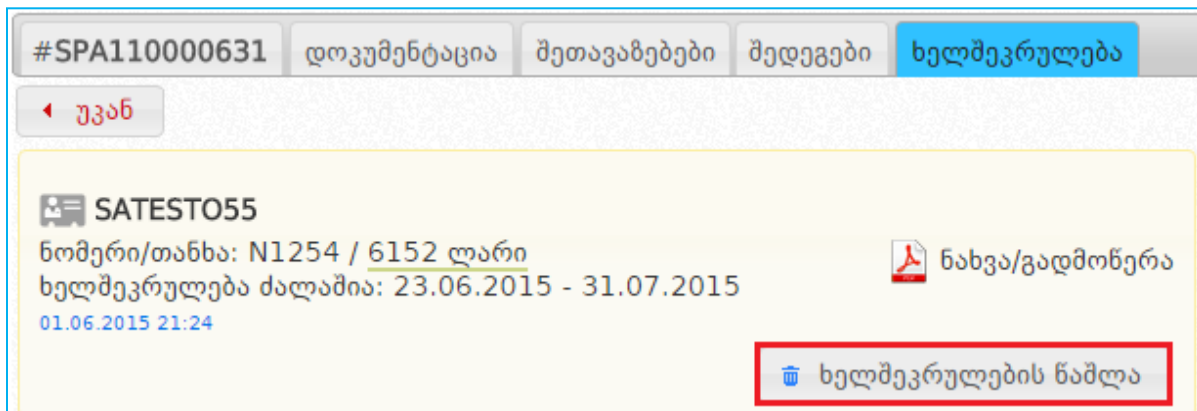 #SPA110000631 დოკუმენტაცია შეთავაზებები შედეგები ხელშეკრულება
უკან
SATESTO55
ნომერი/თანხა: N1254 / 6152 ლარი
ნახვა/გადმოწერა
ხელშეკრულება ძალაშია: 23.06.2015 - 31.07.2015
01.06.2015 21:24
ხელშეკრულების წაშლა